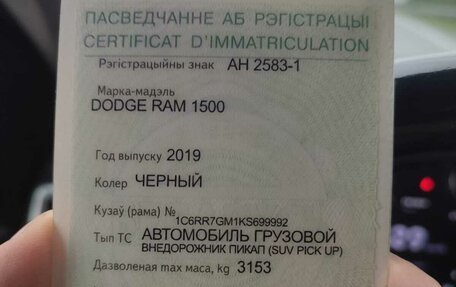 ПАСВЕДЧАННЕ АБ РЭГІСТРАЦЫІ
CERTIFICAT D'IMMATRICULATION
Рэгістрацыйны знак АН 2583-1
Марка-мадэль
DODGE RAM 1500
Год выпуску 2019
Колер ЧЕРНЫЙ
Кузаў (рама) № 1C6RR7GM1KS699992
Тып ТС АВТОМОБИЛЬ ГРУЗОВОЙ
ВНЕДОРОЖНИК ПИКАП (SUV PICK UP)
Дазволеная max маса, kg 3153